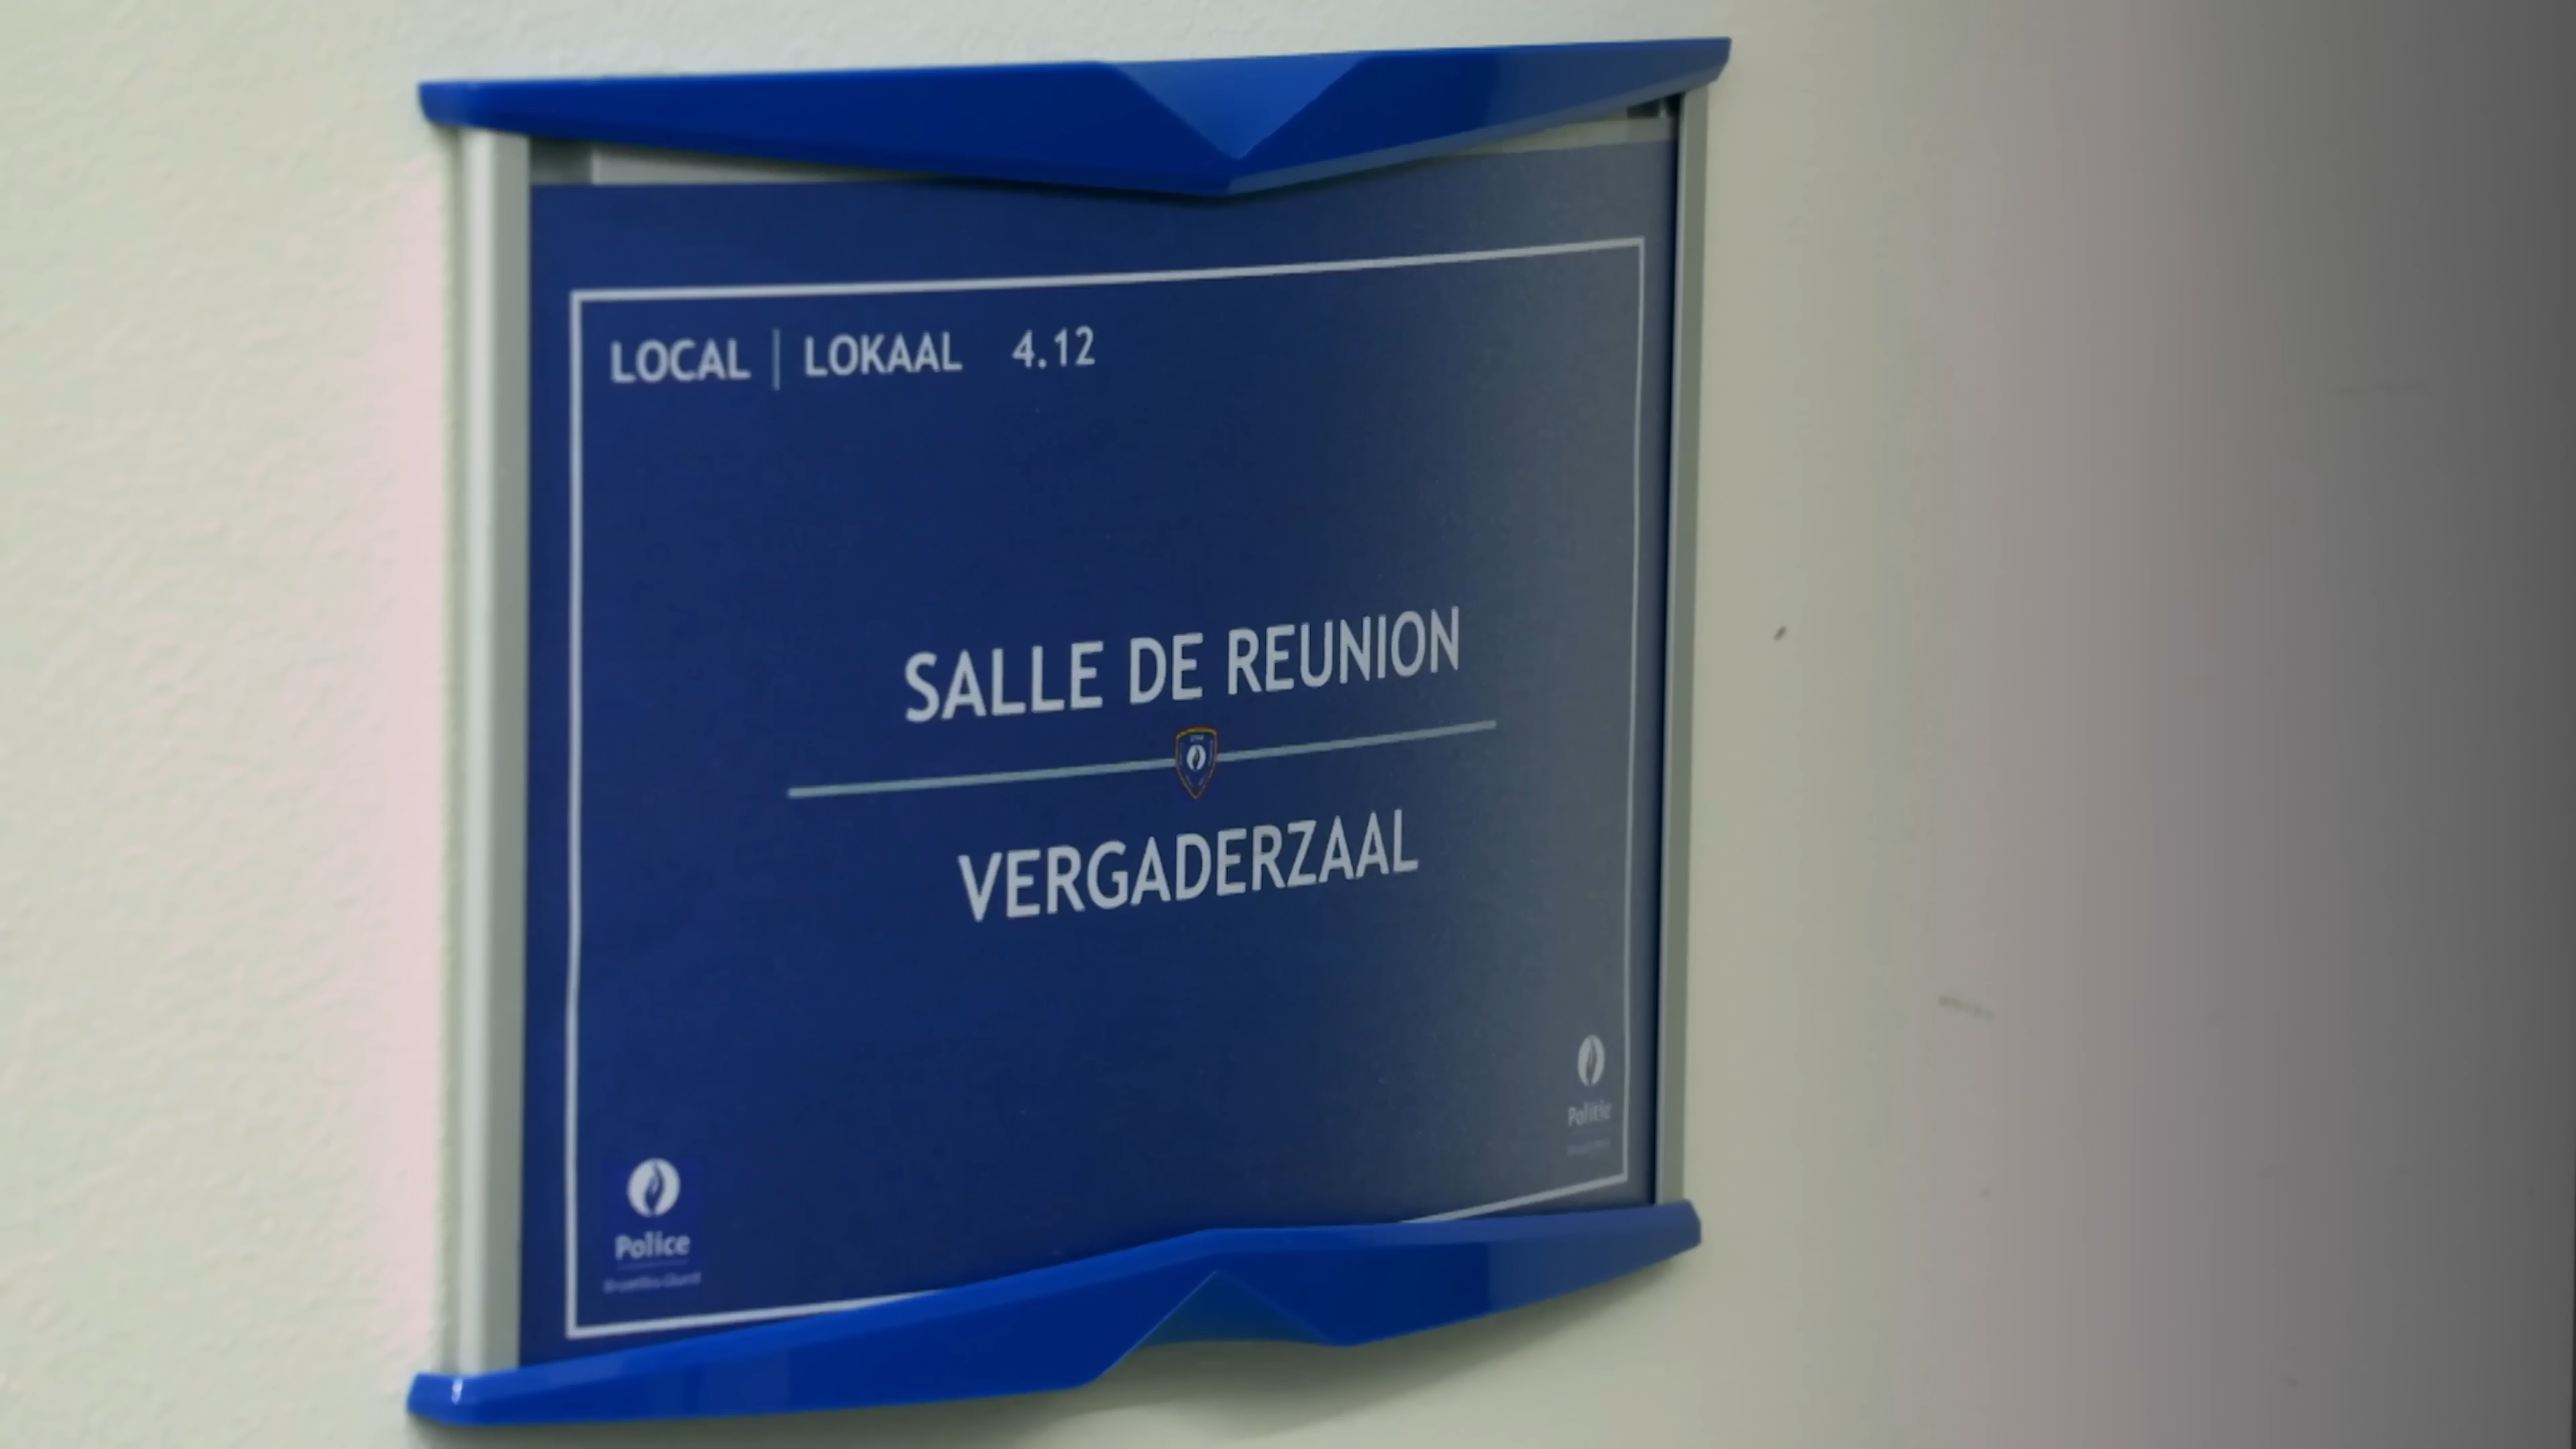 LOCAL | LOKAAL 4.12
SALLE DE REUNION
VERGADERZAAL
Politie
Police